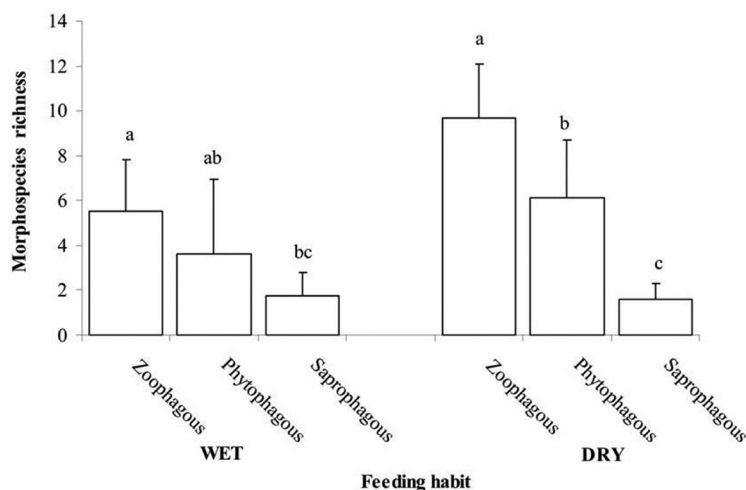 Morphospecies richness
14
12
10
8
6
4
2
0
a
ab
bc
a
b
c
Zoophagous
Phytophagous
Saprophagous
Zoophagous
Phytophagous
Saprophagous
WET
DRY
Feeding habit